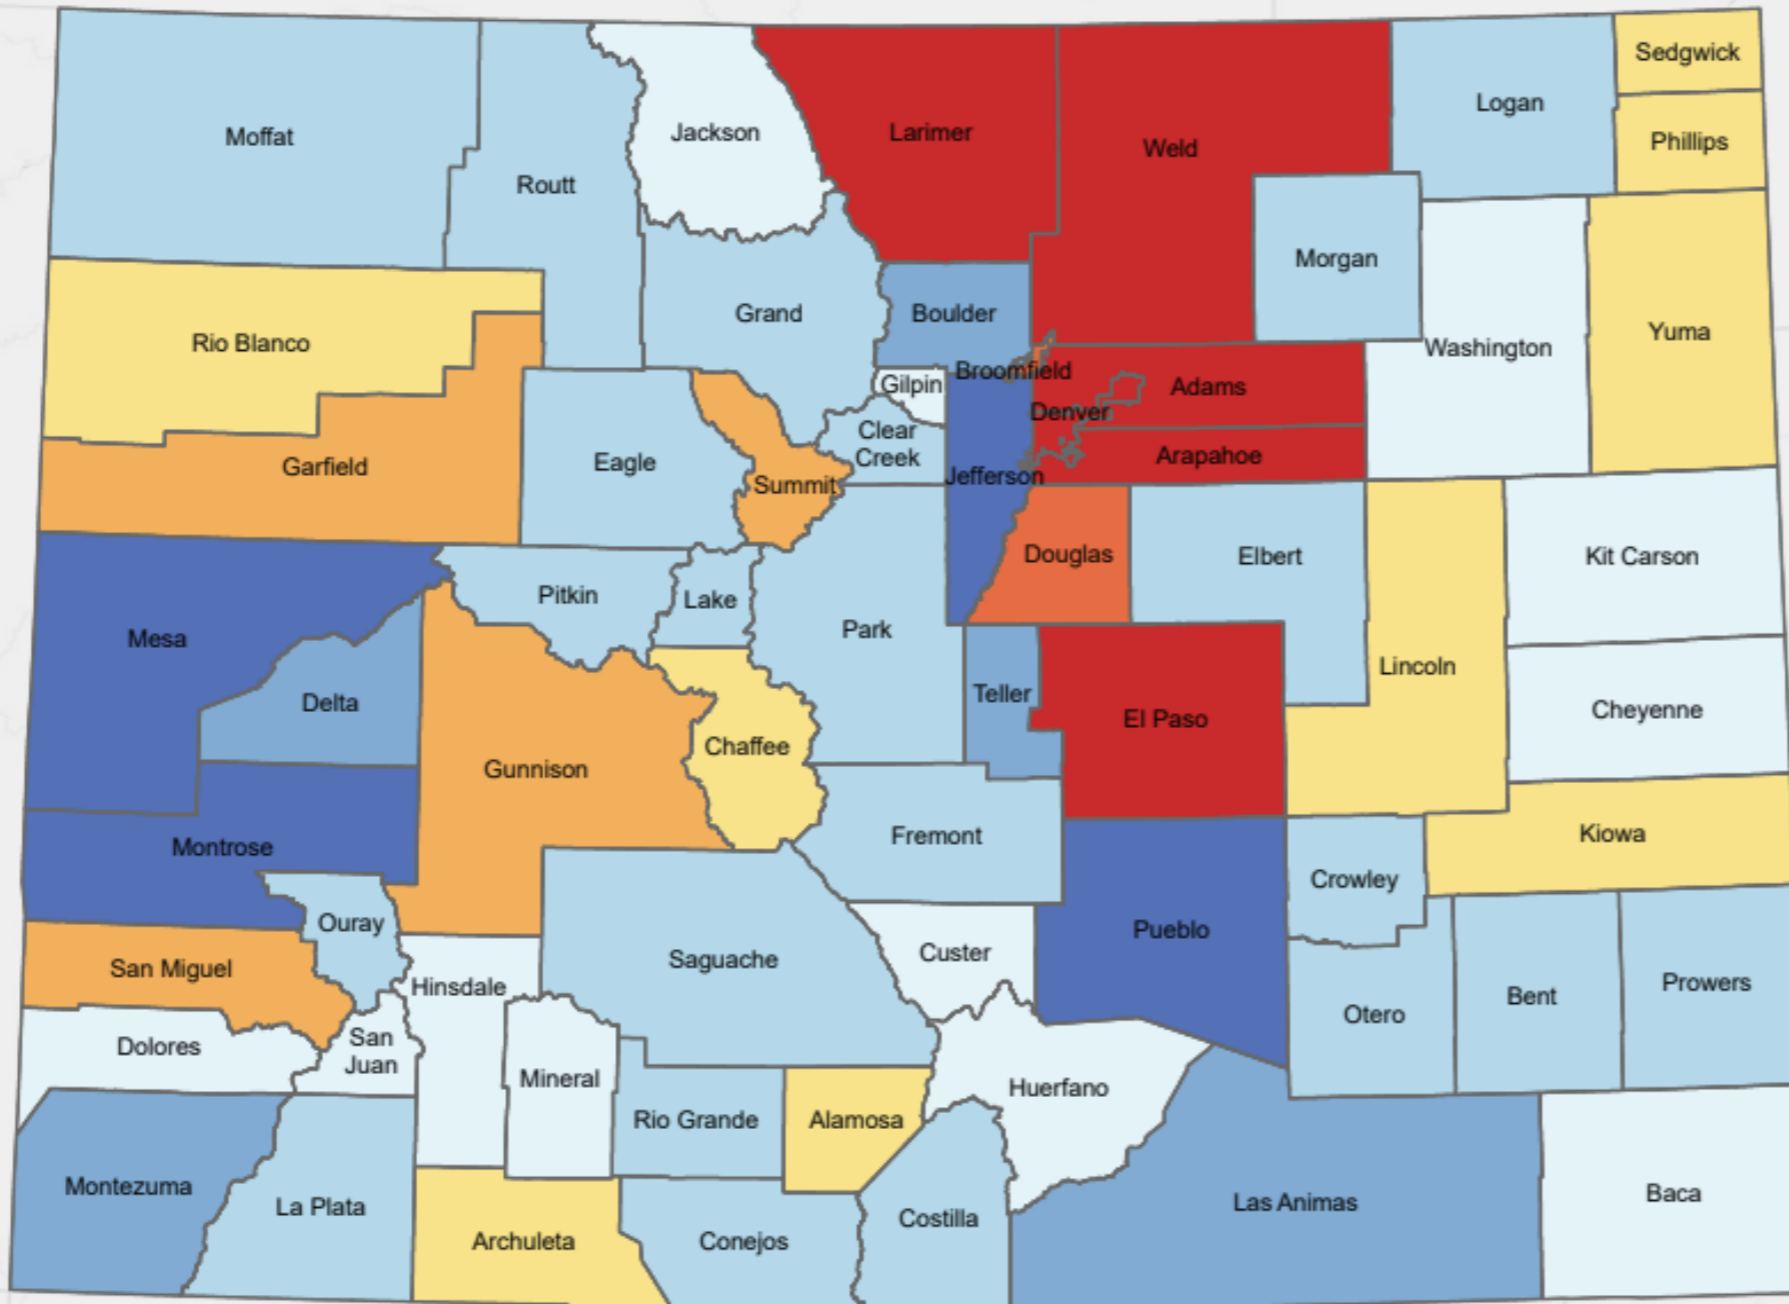 Sedgwick
Logan
Jackson
Larimer
Moffat
Phillips
Weld
Routt
Morgan
Grand
Boulder
Yuma
Rio Blanco
Washington
Broomfield
Gilpin
Adams
Denver
Clear
Creek
Arapahoe
Eagle
Garfield
Jefferson
Summit
Douglas
Elbert
Kit Carson
Pitkin
Lake
Park
Mesa
Lincoln
Teller
Delta
Cheyenne
El Paso
Chaffee
Gunnison
Kiowa
Fremont
Montrose
Crowley
Ouray
Pueblo
Custer
Saguache
San Miguel
Prowers
Hinsdale
Bent
Otero
San
Juan
Dolores
Mineral
Huerfano
Rio Grande
Alamosa
Montezuma
Baca
Las Animas
La Plata
Costilla
Archuleta
Conejos